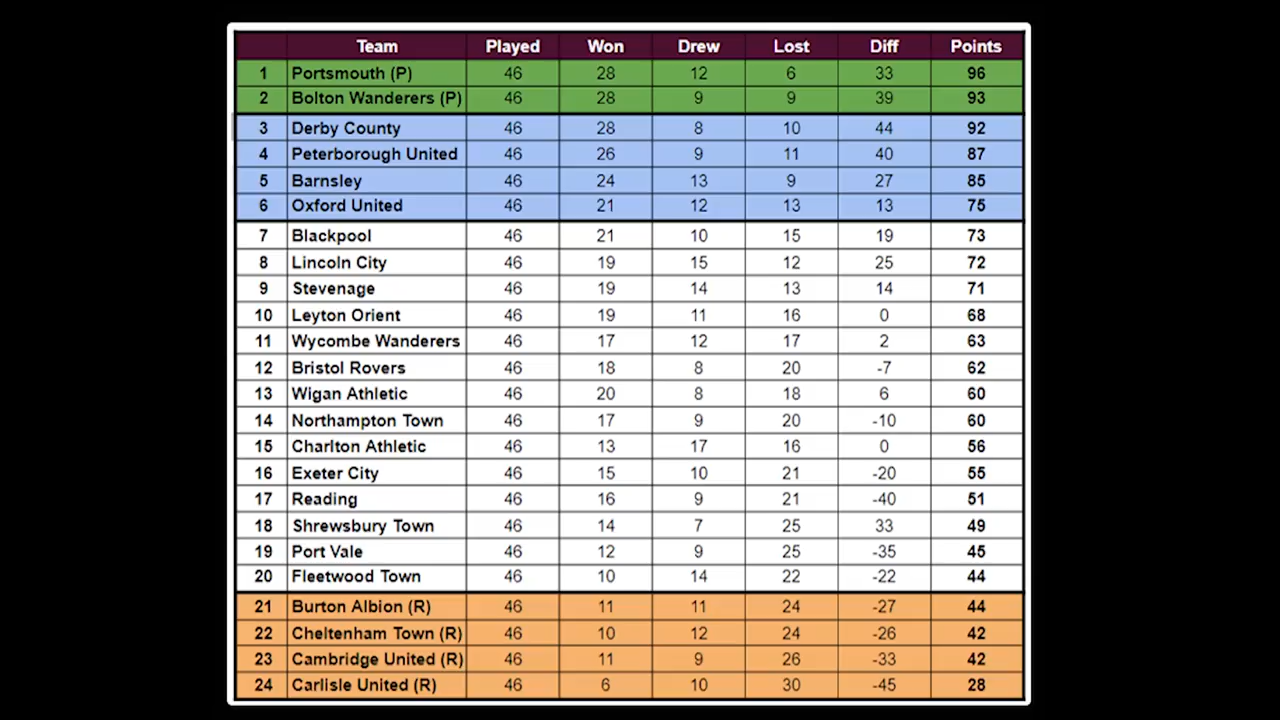 Team Played Won Drew Lost Diff Points
1 Portsmouth (P) 46 28 12 6 33 96
2 Bolton Wanderers (P) 46 28 9 9 39 93
3 Derby County 46 28 8 10 44 92
4 Peterborough United 46 26 9 11 40 87
5 Barnsley 46 24 13 9 27 85
6 Oxford United 46 21 12 13 13 75
7 Blackpool 46 21 10 15 19 73
8 Lincoln City 46 19 15 12 25 72
9 Stevenage 46 19 14 13 14 71
10 Leyton Orient 46 19 11 16 0 68
11 Wycombe Wanderers 46 17 12 17 2 63
12 Bristol Rovers 46 18 8 20 -7 62
13 Wigan Athletic 46 20 8 18 6 60
14 Northampton Town 46 17 9 20 -10 60
15 Charlton Athletic 46 13 17 16 0 56
16 Exeter City 46 15 10 21 -20 55
17 Reading 46 16 9 21 -40 51
18 Shrewsbury Town 46 14 7 25 33 49
19 Port Vale 46 12 9 25 -35 45
20 Fleetwood Town 46 10 14 22 -22 44
21 Burton Albion (R) 46 11 11 24 -27 44
22 Cheltenham Town (R) 46 10 12 24 -26 42
23 Cambridge United (R) 46 11 9 26 -33 42
24 Carlisle United (R) 46 6 10 30 -45 28